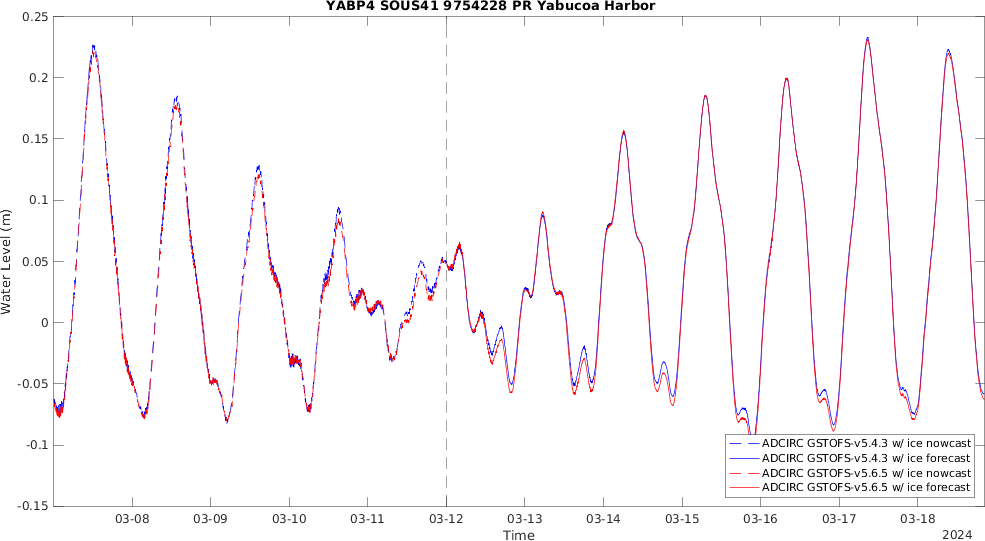 YABP4 SOUS41 9754228 PR Yabucoa Harbor
0.25
0.2
0.15
0.1
0.05
0
-0.05
-0.1
-0.15
Water Level (m)
03-08 03-09 03-10 03-11 03-12 03-13 03-14 03-15 03-16 03-17 03-18
Time
2024
ADCIRC GSTOFS-v5.4.3 w/ ice nowcast
ADCIRC GSTOFS-v5.4.3 w/ ice forecast
ADCIRC GSTOFS-v5.6.5 w/ ice nowcast
ADCIRC GSTOFS-v5.6.5 w/ ice forecast